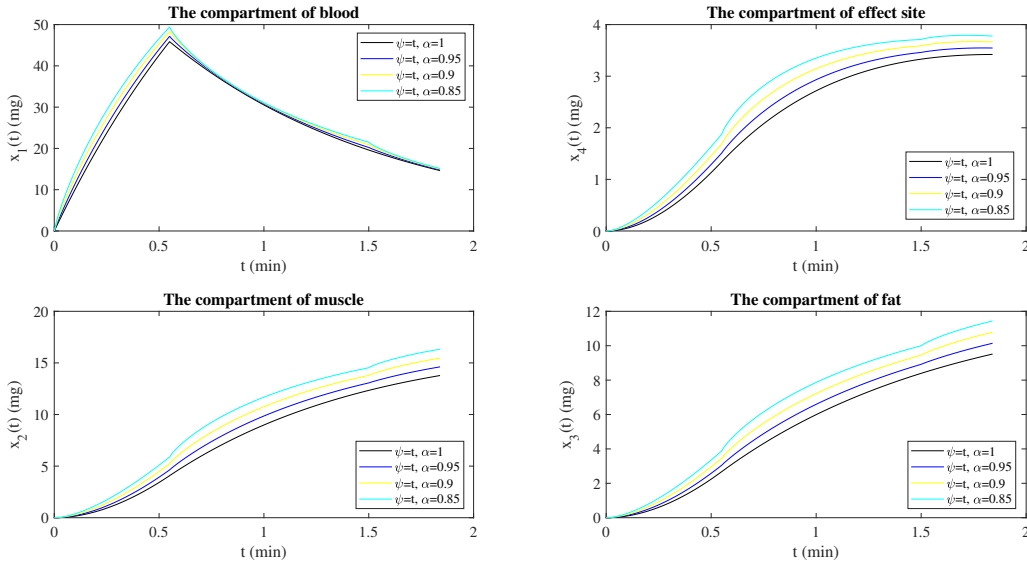 The compartment of blood
50
40
30
20
10
0
x1(t) (mg)
0 0.5 1 1.5 2
t (min)
ψ=t, α=1
ψ=t, α=0.95
ψ=t, α=0.9
ψ=t, α=0.85
The compartment of effect site
4
3
2
1
0
x4(t) (mg)
0 0.5 1 1.5 2
t (min)
ψ=t, α=1
ψ=t, α=0.95
ψ=t, α=0.9
ψ=t, α=0.85
The compartment of muscle
20
15
10
5
0
x2(t) (mg)
0 0.5 1 1.5 2
t (min)
ψ=t, α=1
ψ=t, α=0.95
ψ=t, α=0.9
ψ=t, α=0.85
The compartment of fat
12
10
8
6
4
2
0
x3(t) (mg)
0 0.5 1 1.5 2
t (min)
ψ=t, α=1
ψ=t, α=0.95
ψ=t, α=0.9
ψ=t, α=0.85